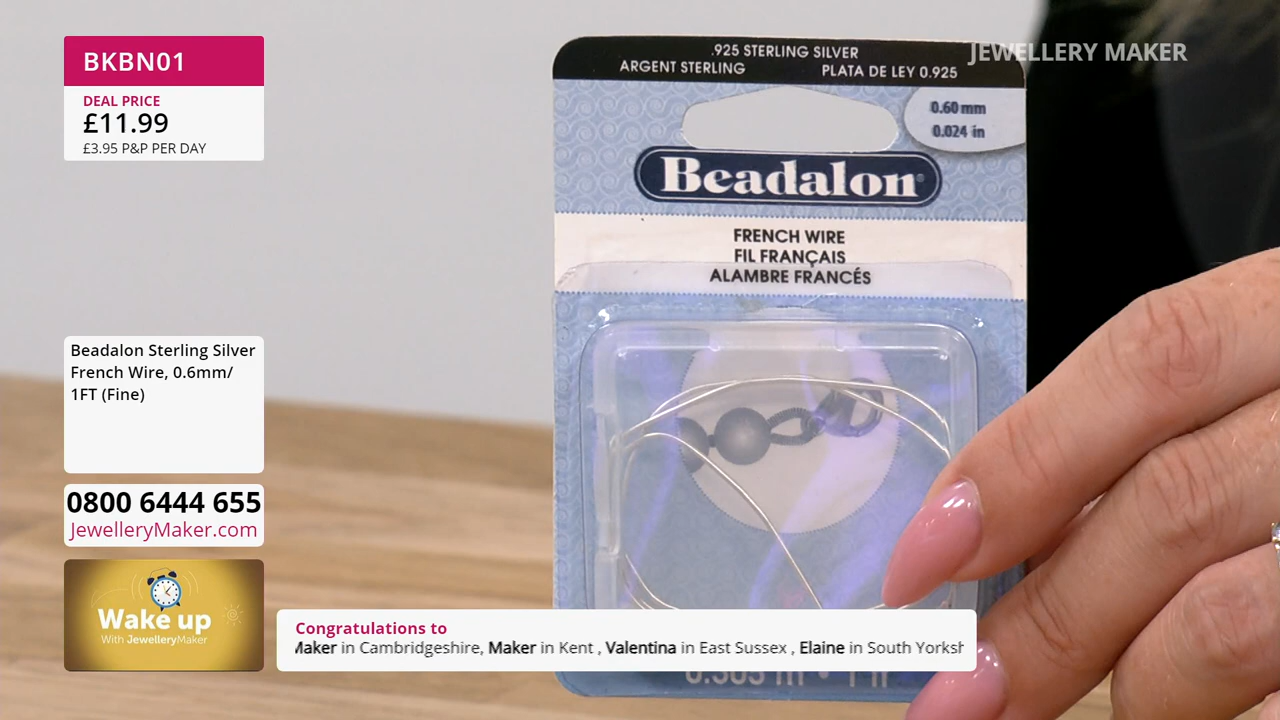 BKBN01
DEAL PRICE
£11.99
£3.95 P&P PER DAY
Beadalon Sterling Silver
French Wire, 0.6mm/
1FT (Fine)
0800 6444 655
JewelleryMaker.com
Wake up
With JewelleryMaker
Congratulations to
Maker in Cambridgeshire, Maker in Kent , Valentina in East Sussex , Elaine in South
JEWELLERY MAKER
.925 STERLING SILVER
ARGENT STERLING PLATA DE LEY 0.925
0.60 mm
0.024 in
Beadalon
FRENCH WIRE
FIL FRANÇAIS
ALAMBRE FRANCÉS